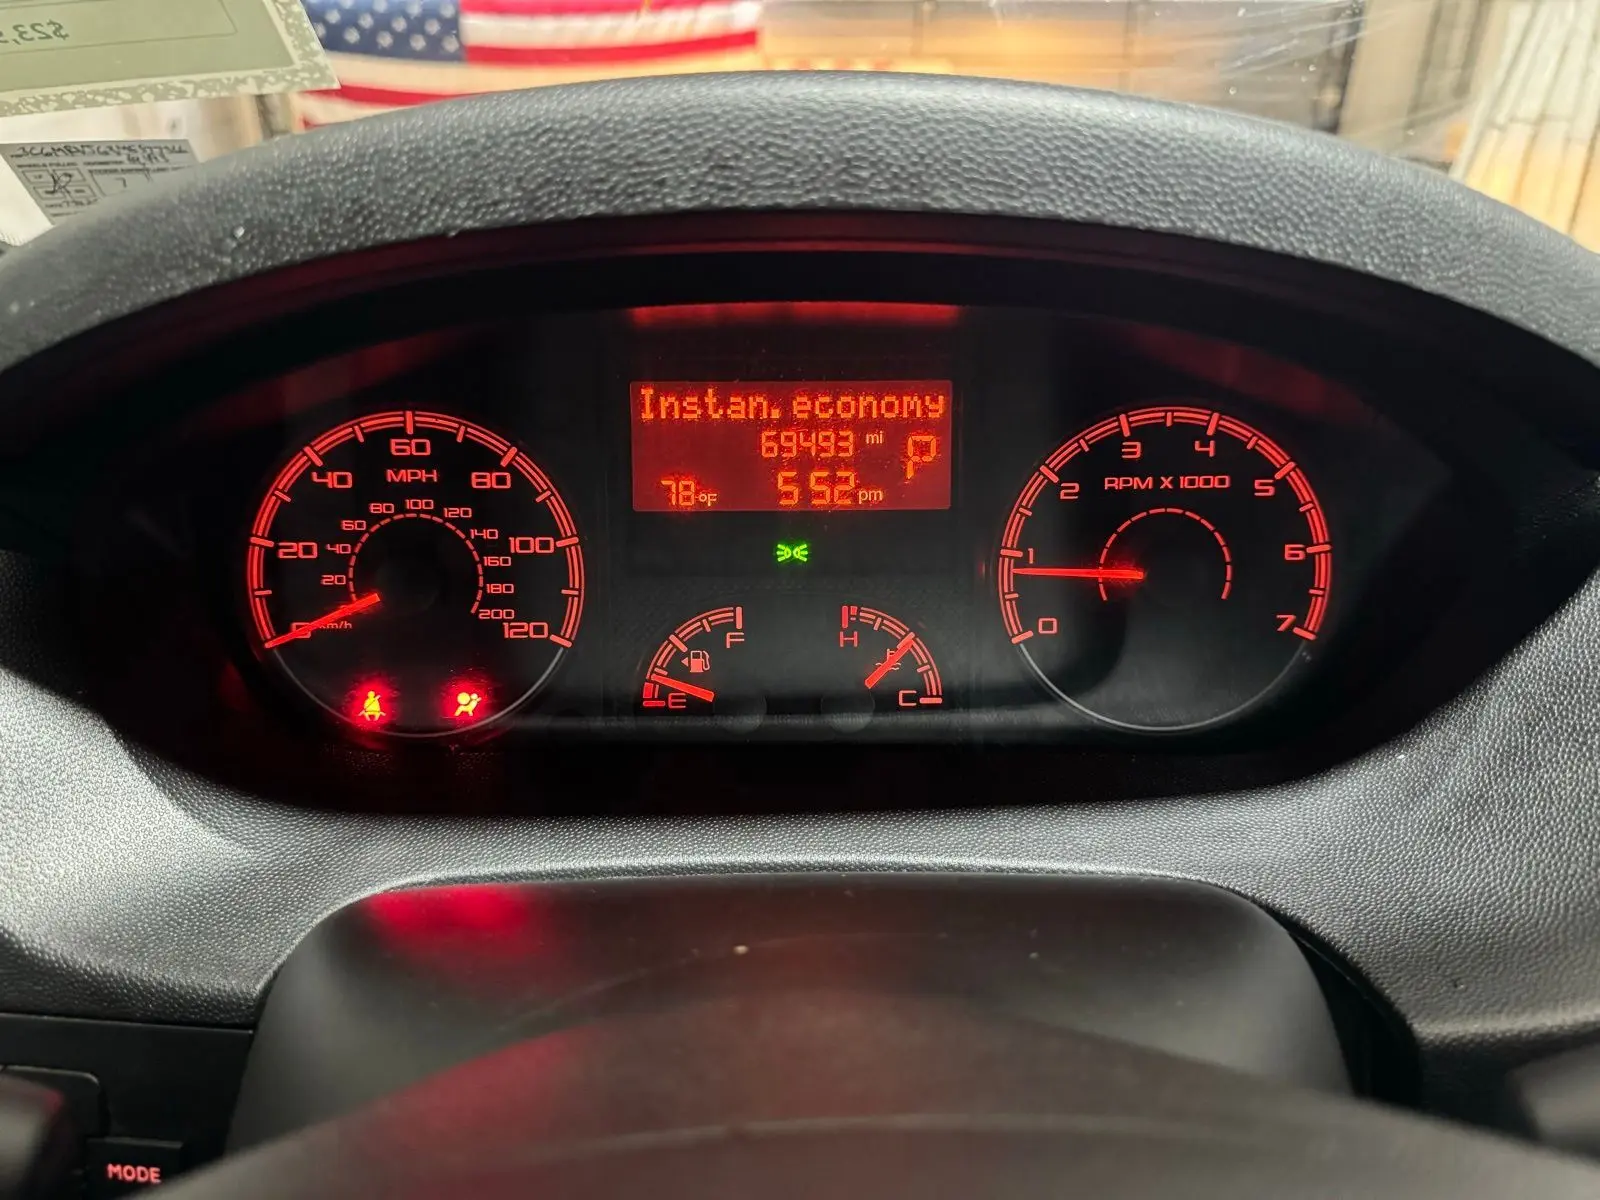 $23,
Instan. economy
69493 mi P
78°F 5:52 pm
60
40 MPH 80
80 100 120
60 140
20 40 100
160
20 180
0 km/h 200
120
3 4
2 RPM X 1000 5
1 6
0 7
F H
E C
MODE